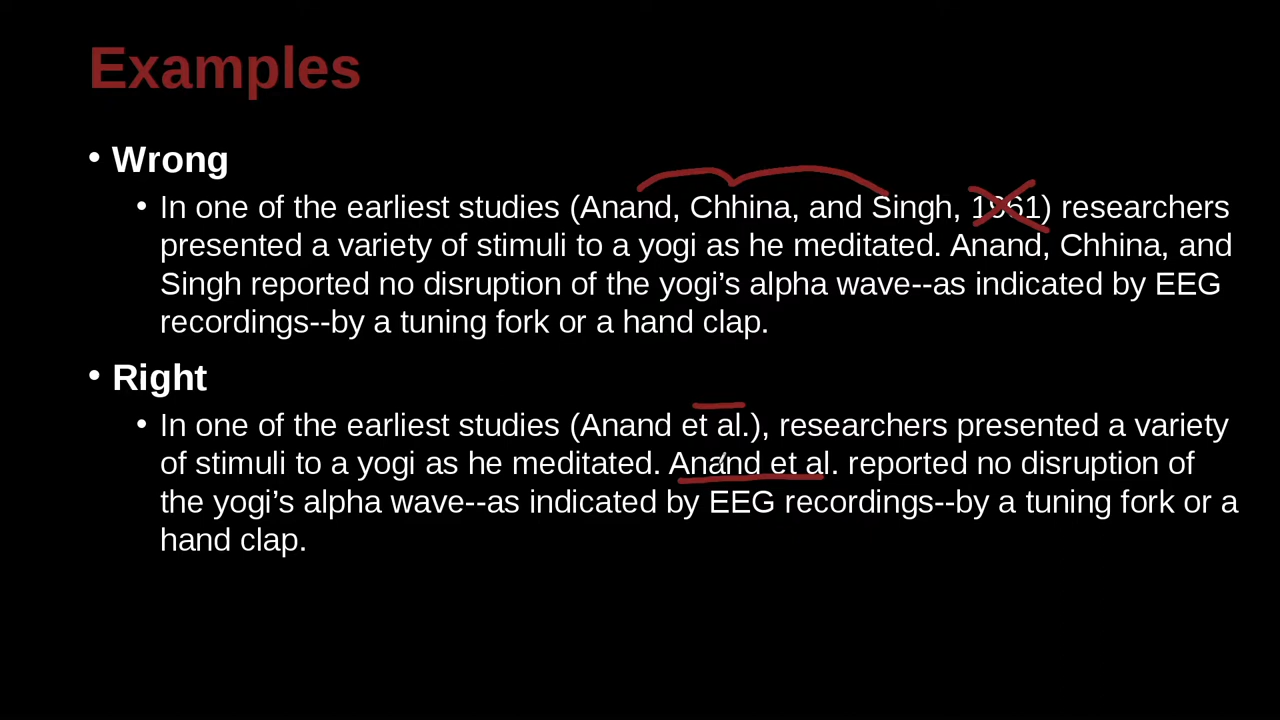 Examples
• Wrong
• In one of the earliest studies (Anand, Chhina, and Singh, 1961) researchers
presented a variety of stimuli to a yogi as he meditated. Anand, Chhina, and
Singh reported no disruption of the yogi’s alpha wave--as indicated by EEG
recordings--by a tuning fork or a hand clap.
• Right
• In one of the earliest studies (Anand et al.), researchers presented a variety
of stimuli to a yogi as he meditated. Anand et al. reported no disruption of
the yogi’s alpha wave--as indicated by EEG recordings--by a tuning fork or a
hand clap.